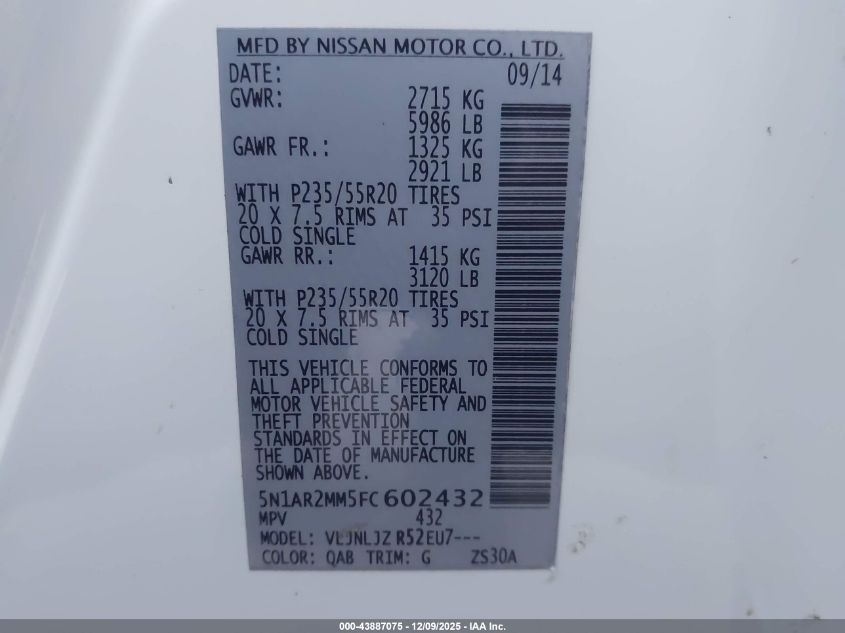 MFD BY NISSAN MOTOR CO., LTD.
DATE: 09/14
GVWR: 2715 KG
5986 LB
GAWR FR.: 1325 KG
2921 LB
WITH P235/55R20 TIRES
20 X 7.5 RIMS AT 35 PSI
COLD SINGLE
GAWR RR.: 1415 KG
3120 LB
WITH P235/55R20 TIRES
20 X 7.5 RIMS AT 35 PSI
COLD SINGLE
THIS VEHICLE CONFORMS TO
ALL APPLICABLE FEDERAL
MOTOR VEHICLE SAFETY AND
THEFT PREVENTION
STANDARDS IN EFFECT ON
THE DATE OF MANUFACTURE
SHOWN ABOVE.
5N1AR2MM5FC602432
MPV 432
MODEL: VLJNLJZ R52EU7---
COLOR: QAB TRIM: G ZS30A
000-43887075 - 12/09/2025 - IAA Inc.